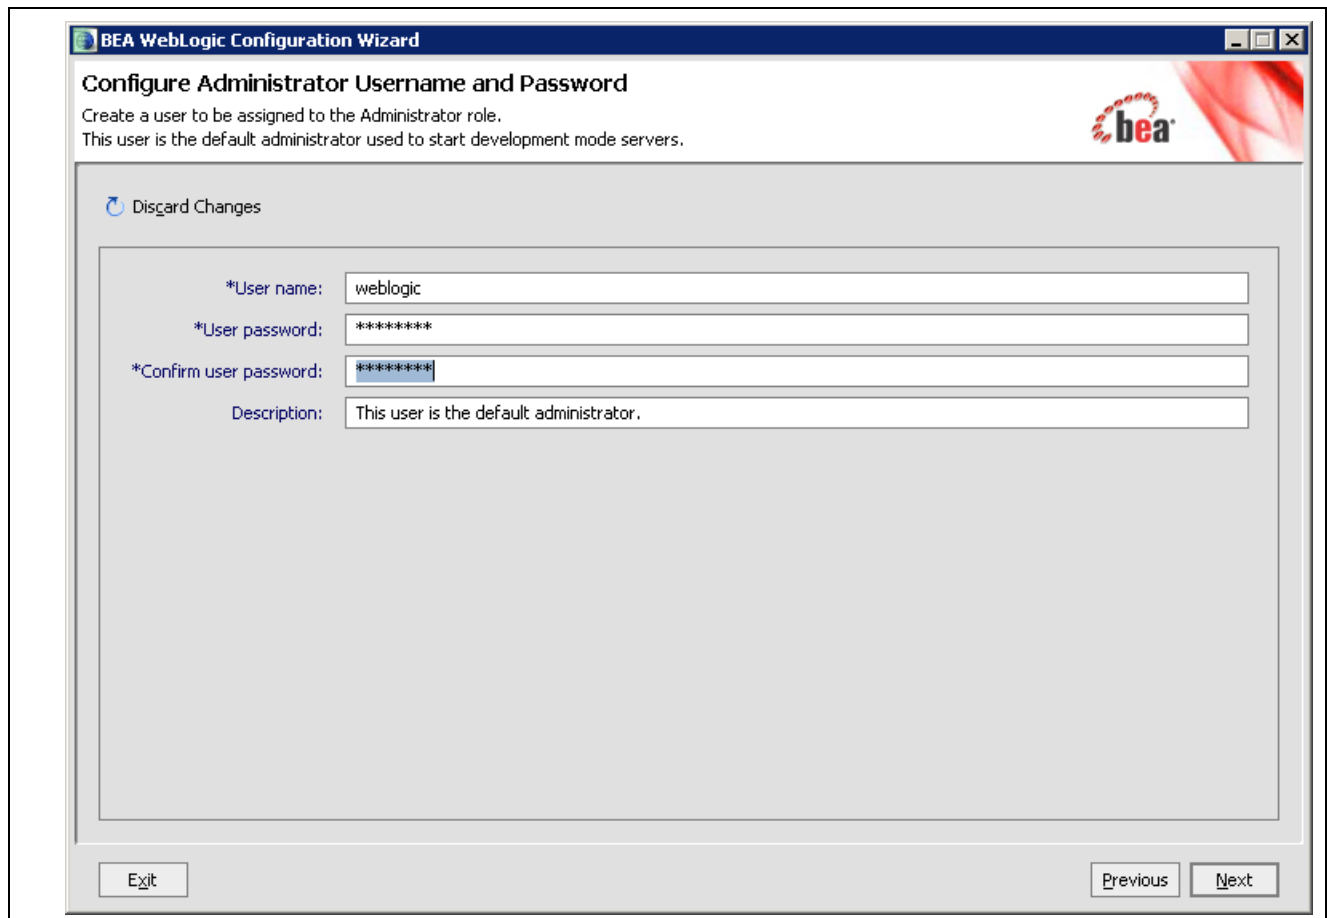 BEA WebLogic Configuration Wizard
Configure Administrator Username and Password
Create a user to be assigned to the Administrator role.
This user is the default administrator used to start development mode servers.
bea
Discard Changes
*User name: weblogic
*User password: ********
*Confirm user password: ********
Description: This user is the default administrator.
Exit Previous Next